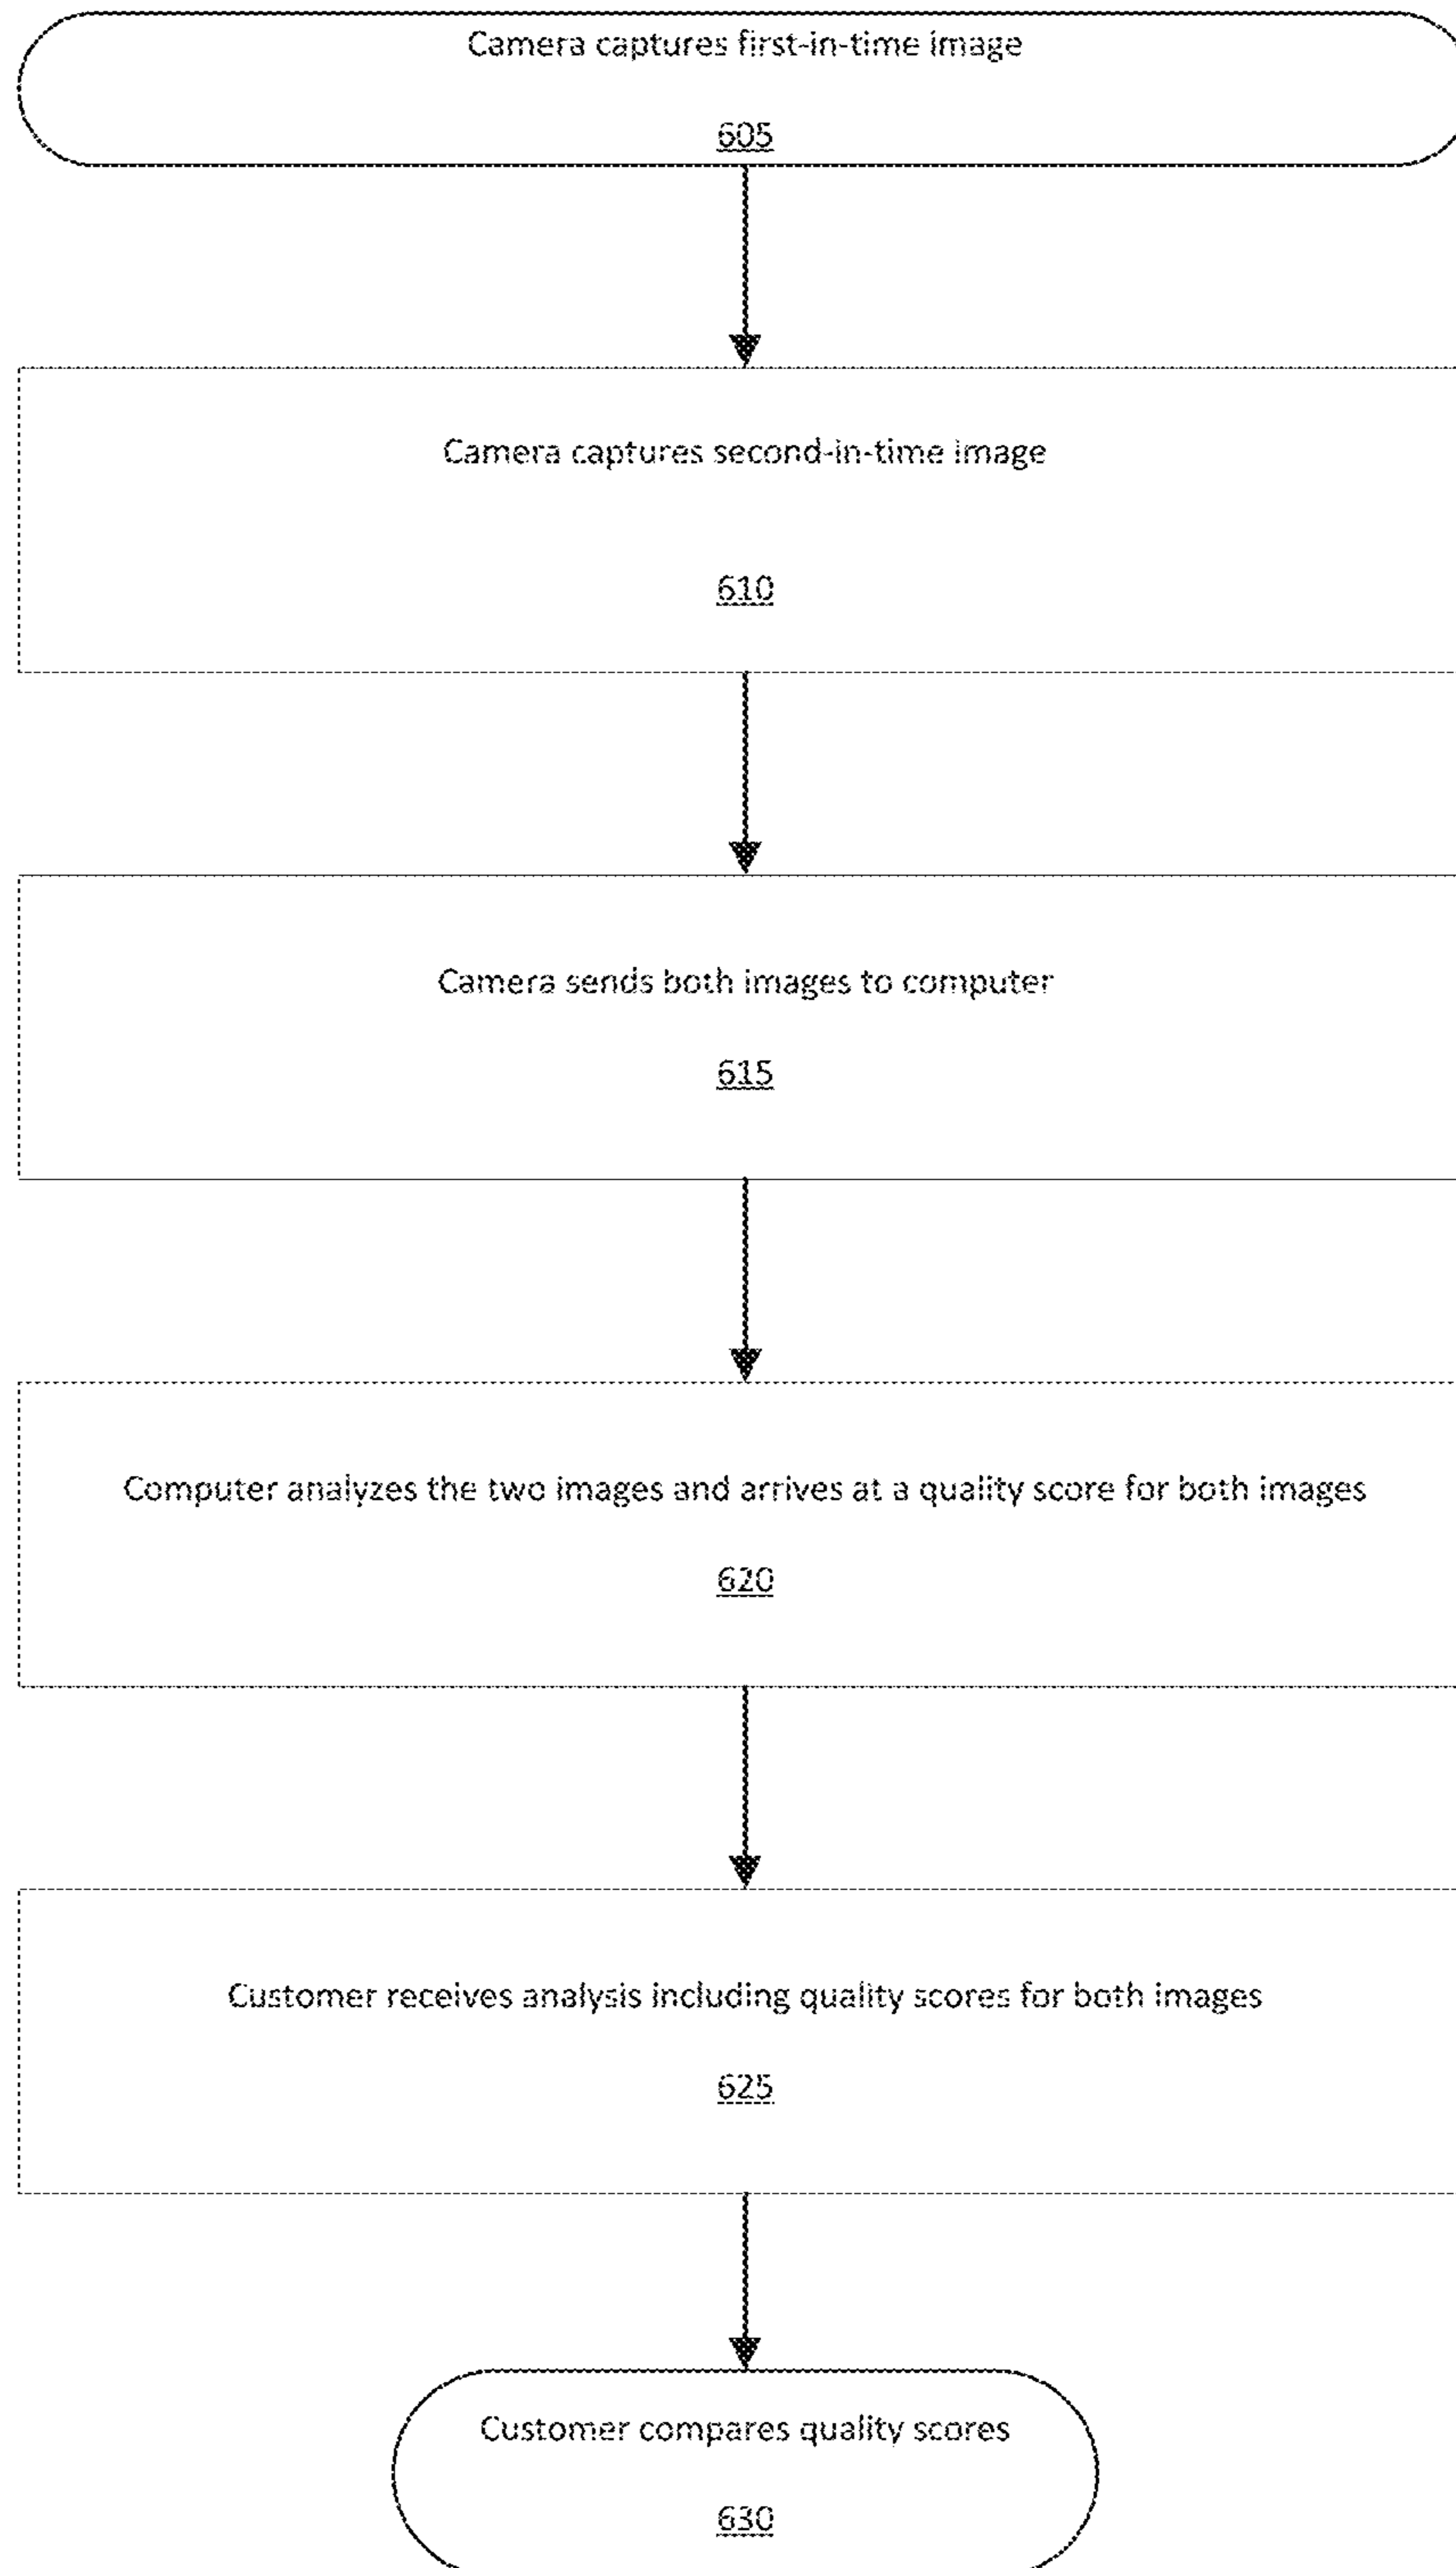 Camera captures first-in-time image
605
Camera captures second-in-time image
610
Camera sends both images to computer
615
Computer analyzes the two images and arrives at a quality score for both images
620
Customer receives analysis including quality scores for both images
625
Customer compares quality scores
630